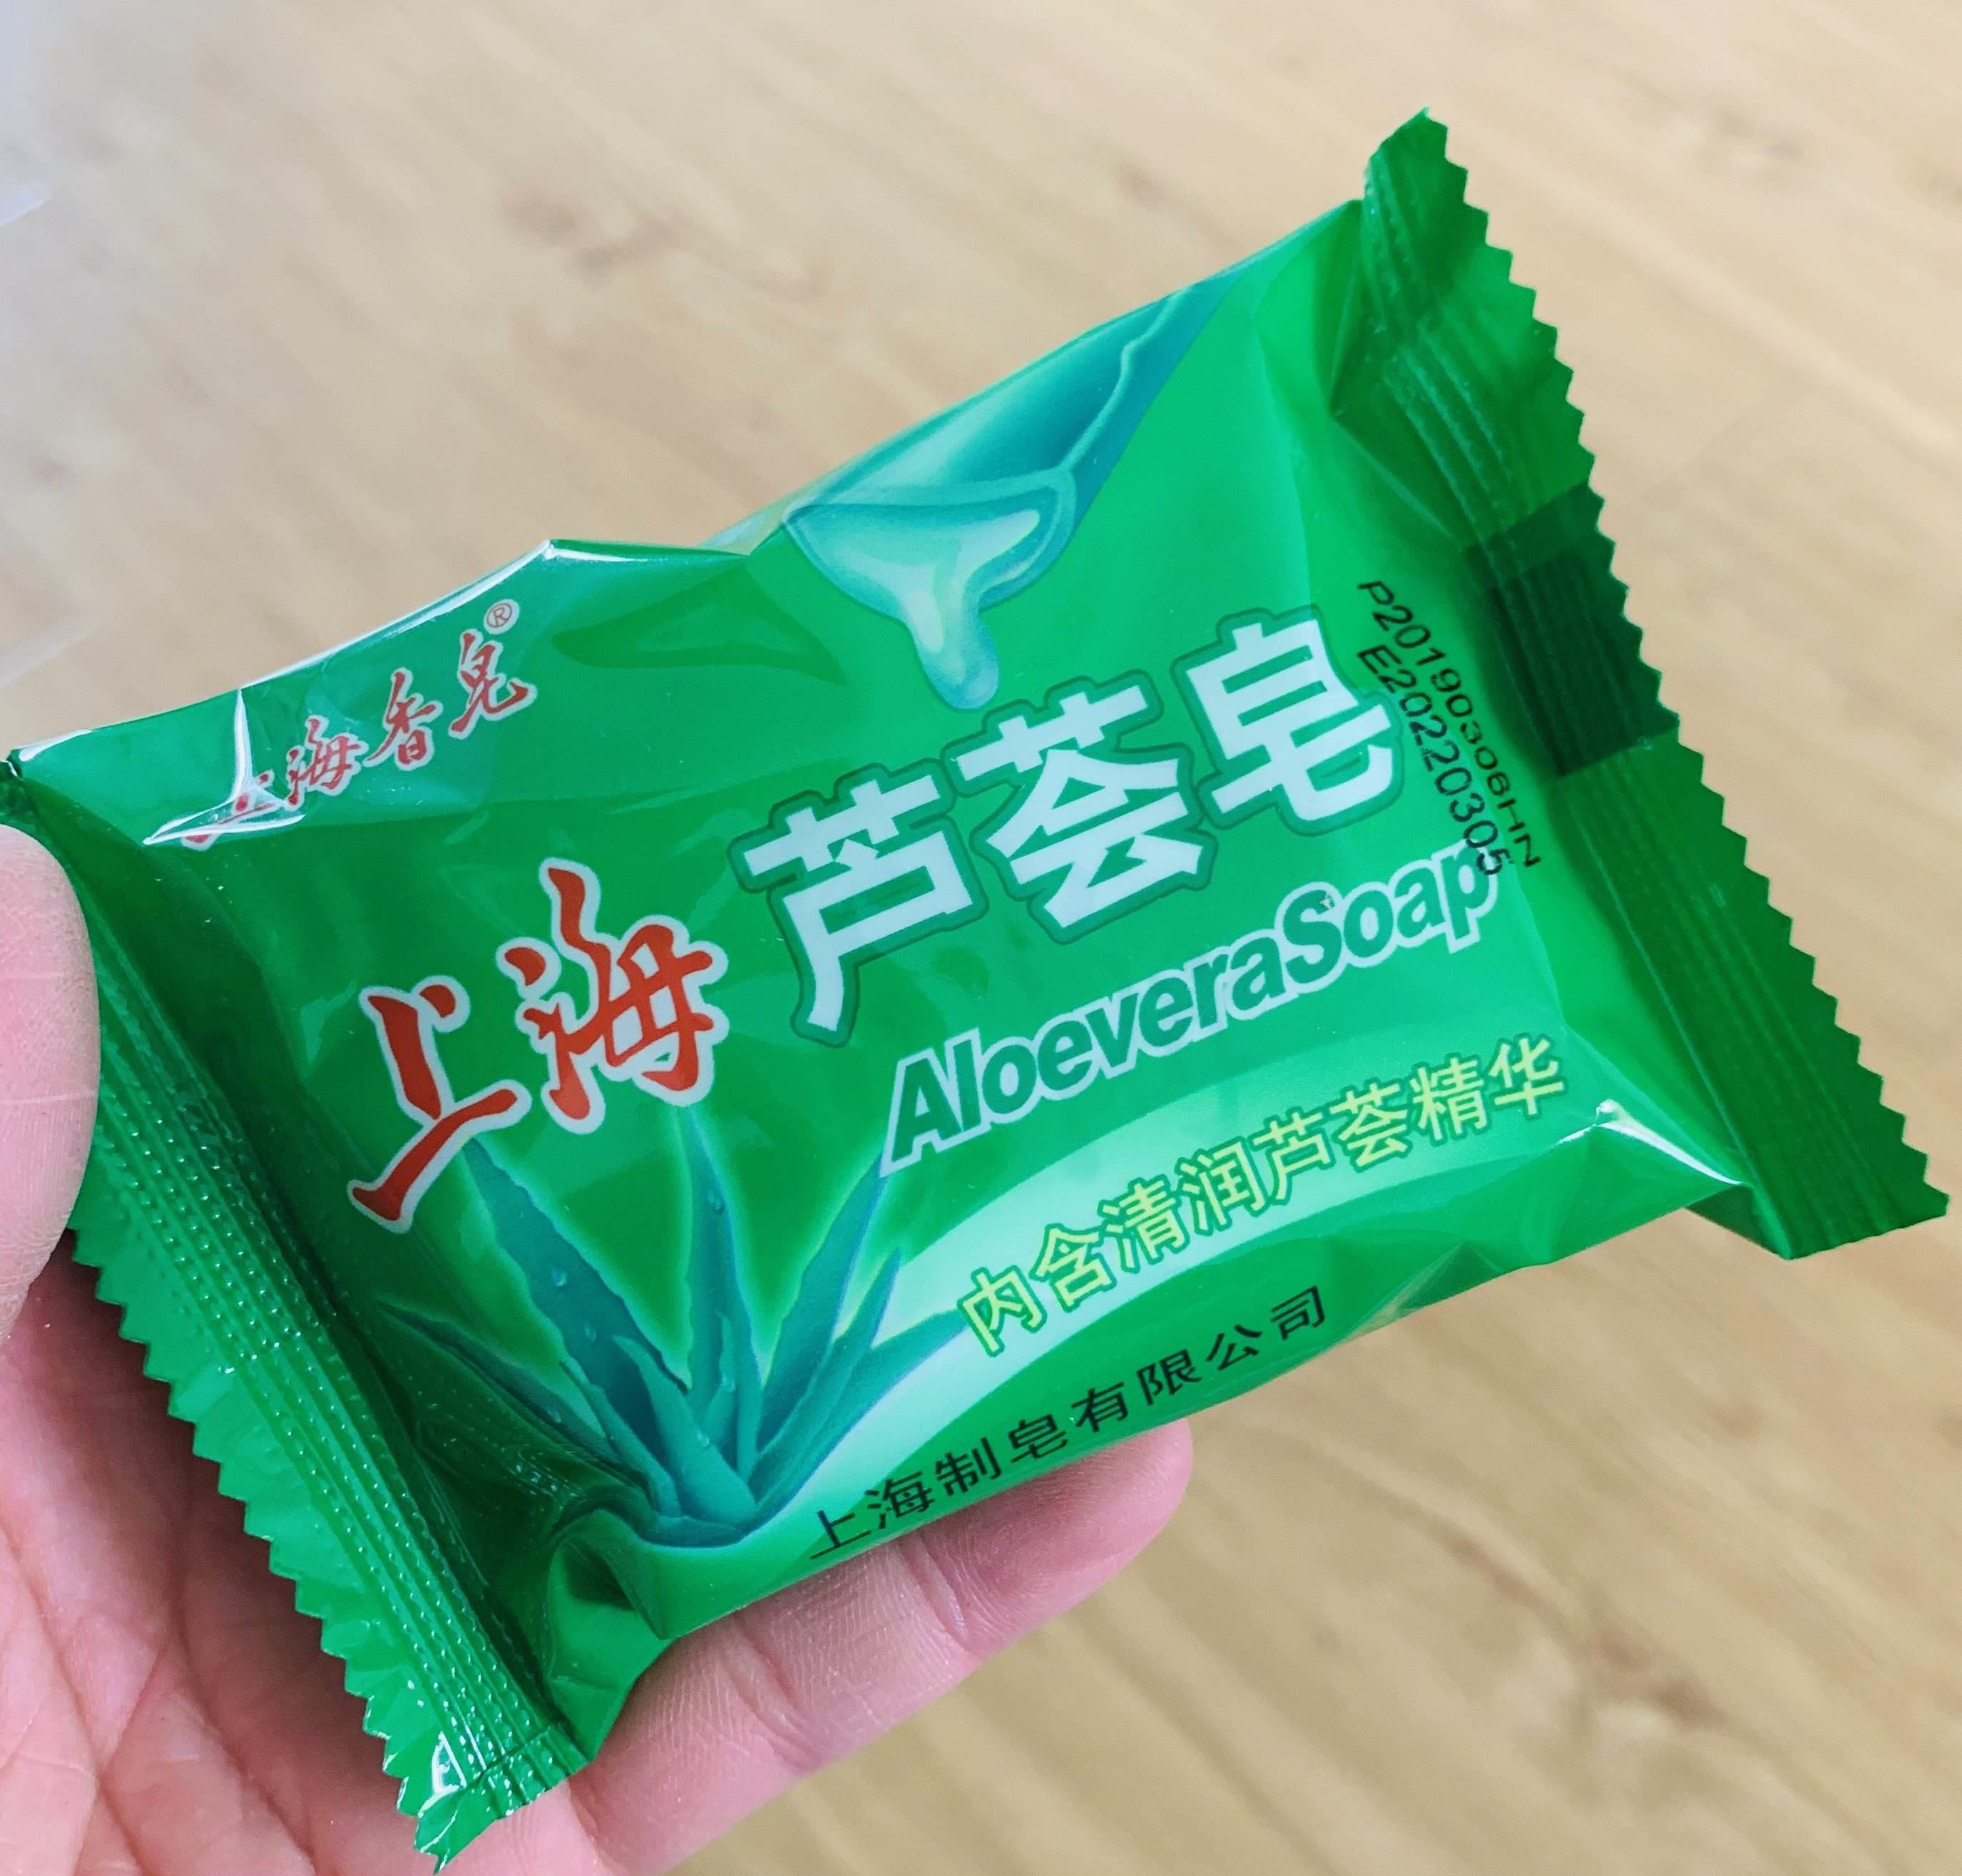 上海香皂®
上海 芦荟皂
AloeveraSoap
内含清润芦荟精华
上海制皂有限公司
P20190306HN
E20220305